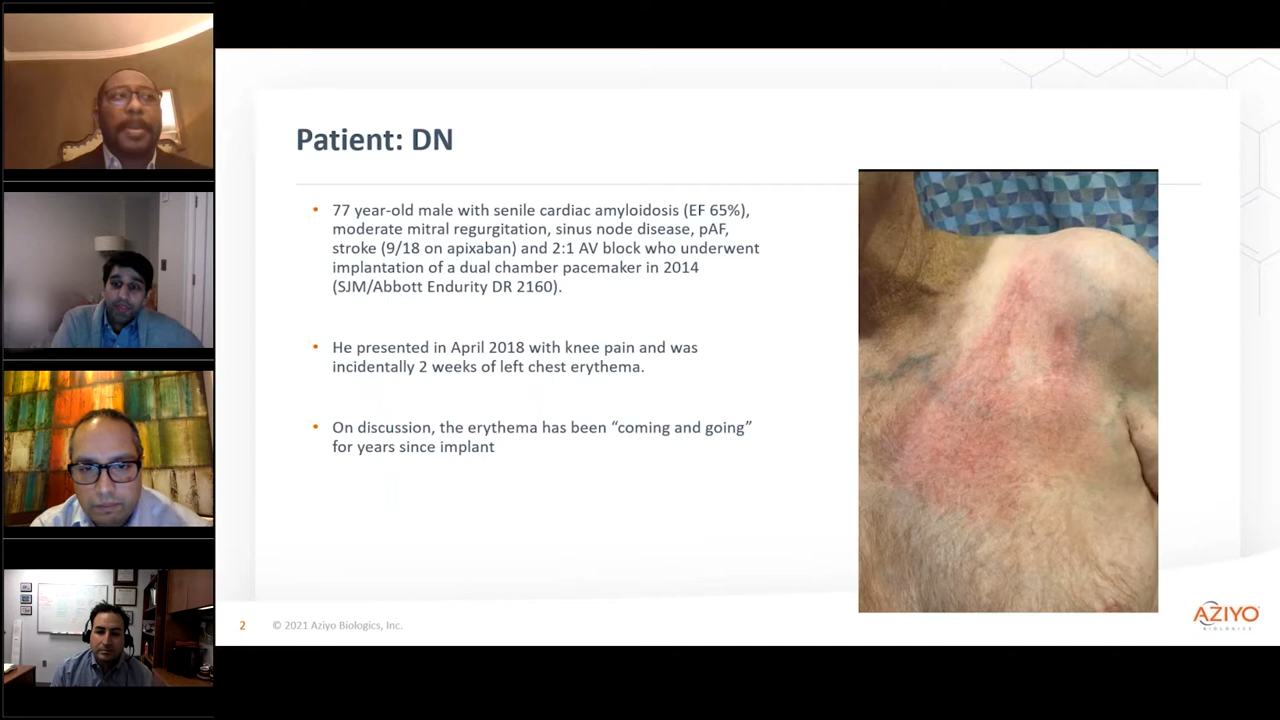 Patient: DN
• 77 year-old male with senile cardiac amyloidosis (EF 65%),
moderate mitral regurgitation, sinus node disease, pAF,
stroke (9/18 on apixaban) and 2:1 AV block who underwent
implantation of a dual chamber pacemaker in 2014
(SJM/Abbott Endurity DR 2160).
• He presented in April 2018 with knee pain and was
incidentally 2 weeks of left chest erythema.
• On discussion, the erythema has been “coming and going”
for years since implant
2 © 2021 Aziyo Biologics, Inc.
AZIYO
BIOLOGICS